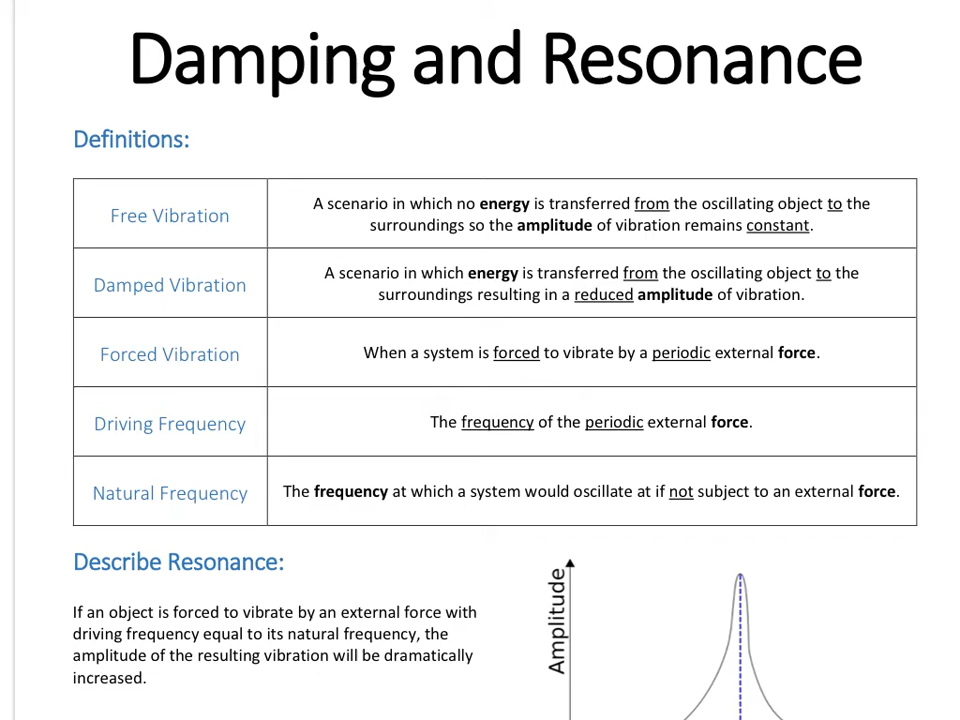 Damping and Resonance
Definitions:
Free Vibration
A scenario in which no energy is transferred from the oscillating object to the
surroundings so the amplitude of vibration remains constant.
Damped Vibration
A scenario in which energy is transferred from the oscillating object to the
surroundings resulting in a reduced amplitude of vibration.
Forced Vibration
When a system is forced to vibrate by a periodic external force.
Driving Frequency
The frequency of the periodic external force.
Natural Frequency
The frequency at which a system would oscillate at if not subject to an external force.
Describe Resonance:
If an object is forced to vibrate by an external force with
driving frequency equal to its natural frequency, the
amplitude of the resulting vibration will be dramatically
increased.
Amplitude